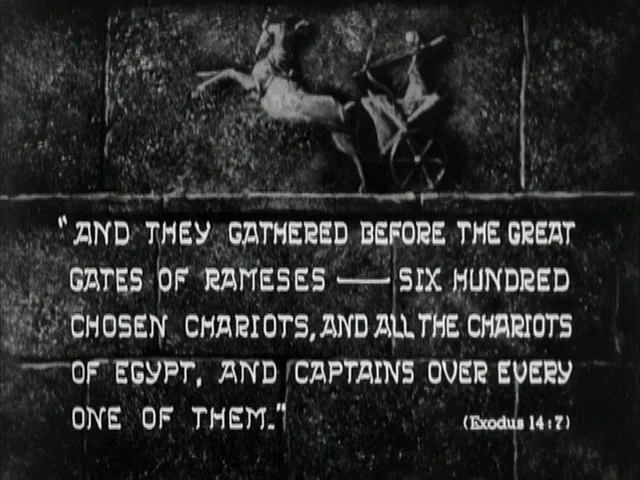 "AND THEY GATHERED BEFORE THE GREAT
GATES OF RAMESES — SIX HUNDRED
CHOSEN CHARIOTS, AND ALL THE CHARIOTS
OF EGYPT, AND CAPTAINS OVER EVERY
ONE OF THEM."
(Exodus 14:7)